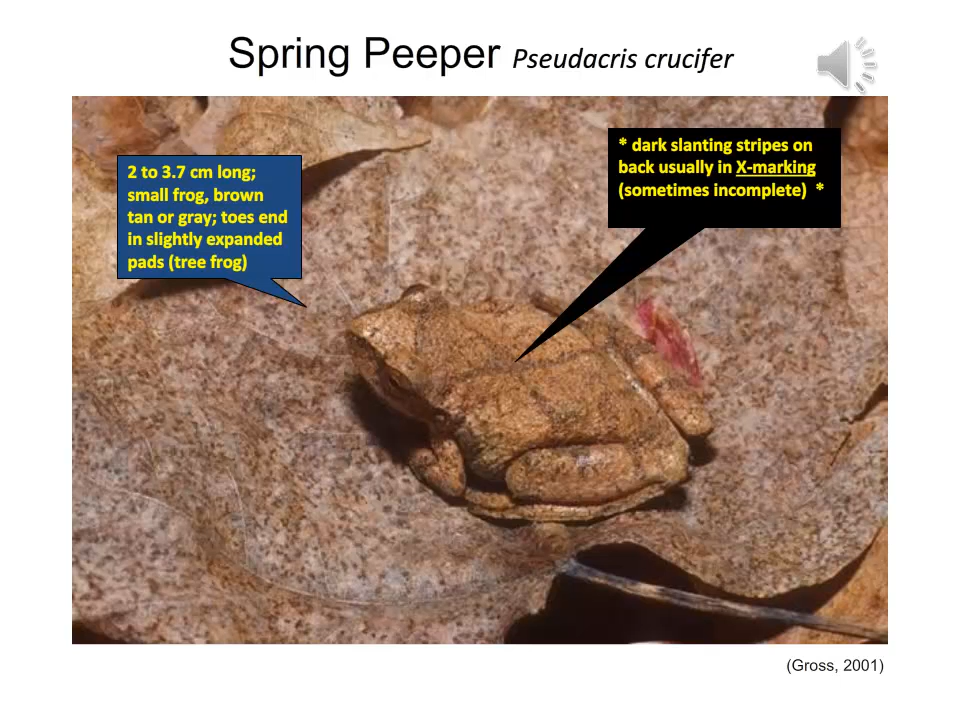 Spring Peeper Pseudacris crucifer
* dark slanting stripes on
back usually in X-marking
(sometimes incomplete) *
2 to 3.7 cm long;
small frog, brown
tan or gray; toes end
in slightly expanded
pads (tree frog)
(Gross, 2001)